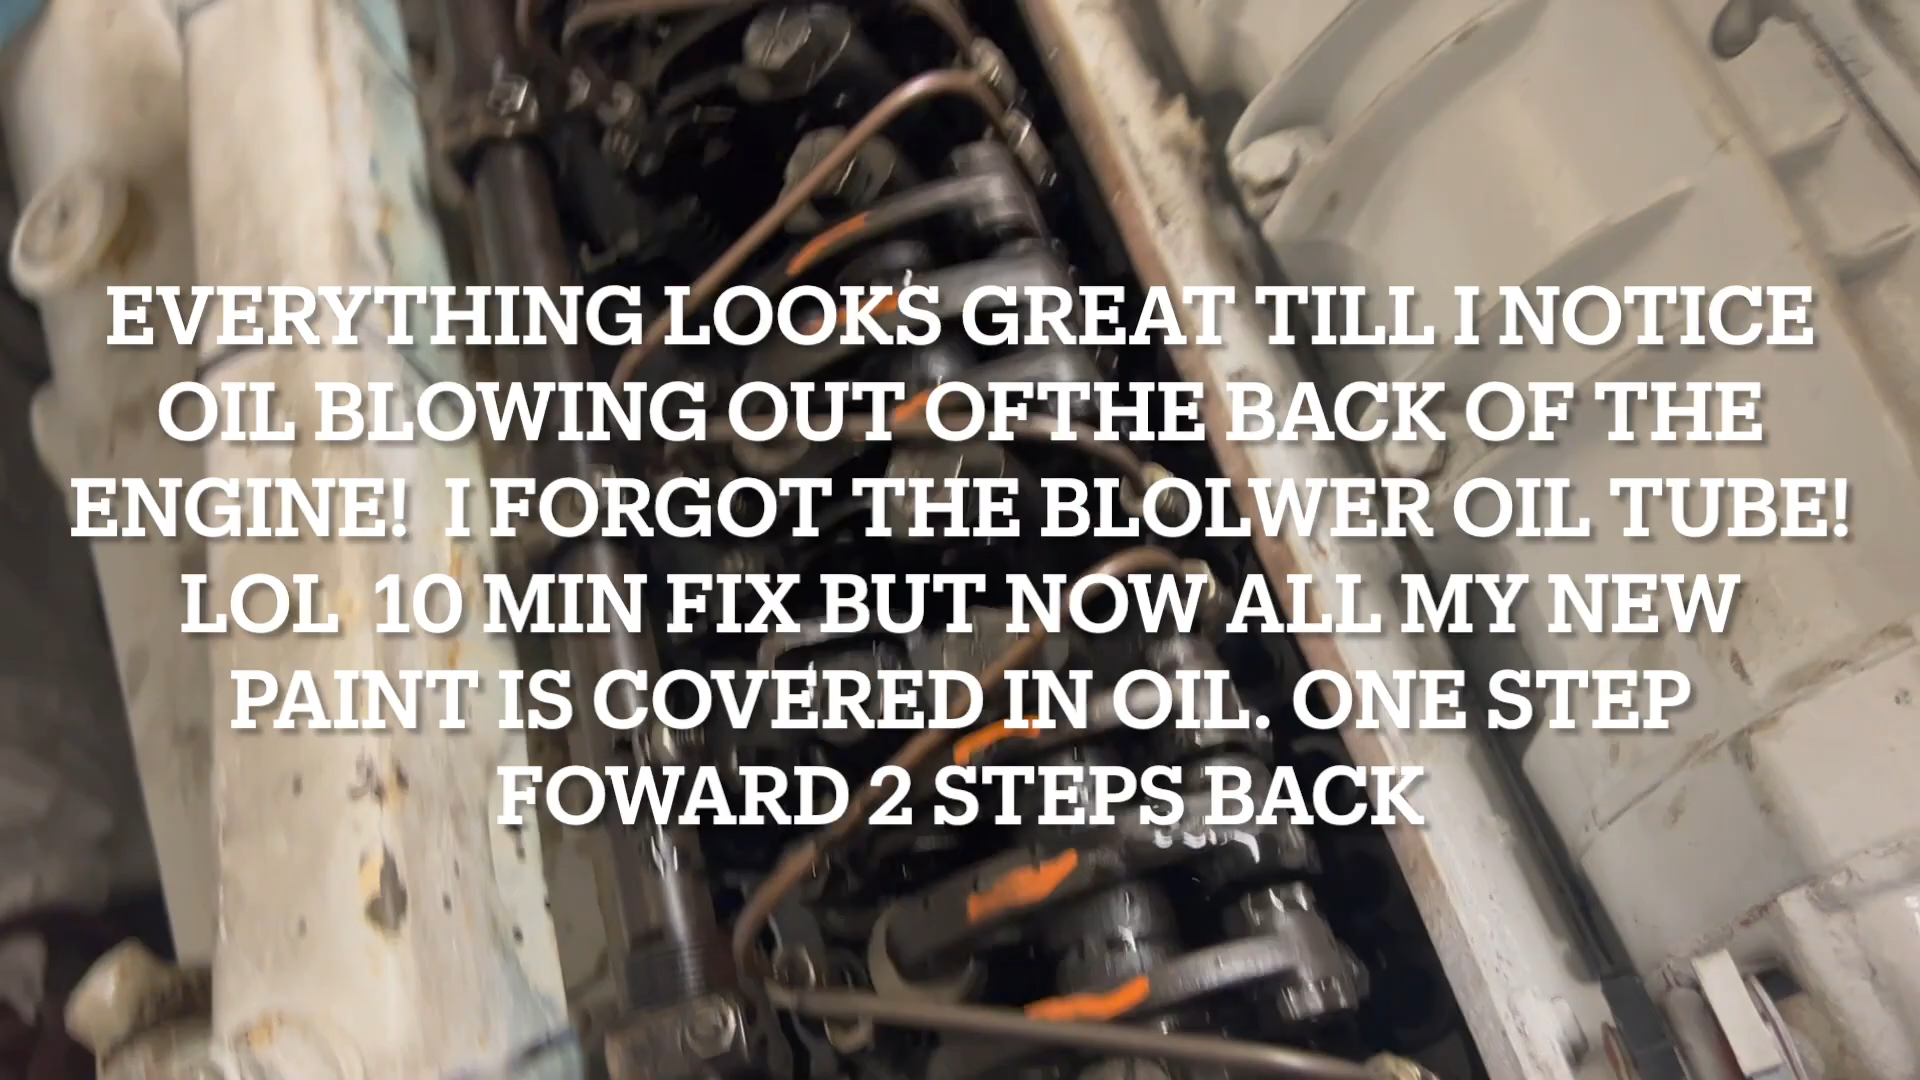 EVERYTHING LOOKS GREAT TILL I NOTICE
OIL BLOWING OUT OFTHE BACK OF THE
ENGINE!  I FORGOT THE BLOLWER OIL TUBE!
LOL  10 MIN FIX BUT NOW ALL MY NEW
PAINT IS COVERED IN OIL. ONE STEP
FOWARD 2 STEPS BACK